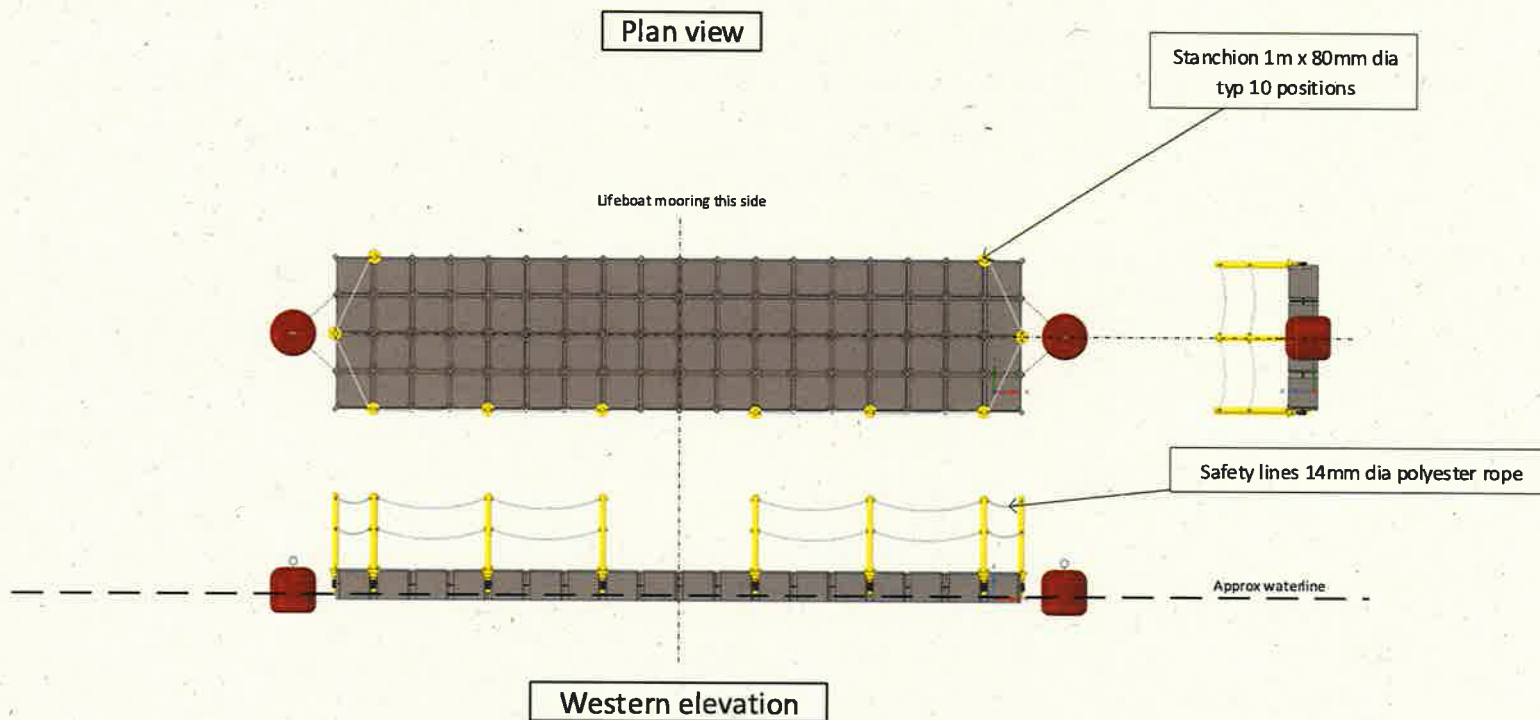 Plan view
Stanchion 1m x 80mm dia
typ 10 positions
Lifeboat mooring this side
Safety lines 14mm dia polyester rope
Approx waterline
Western elevation